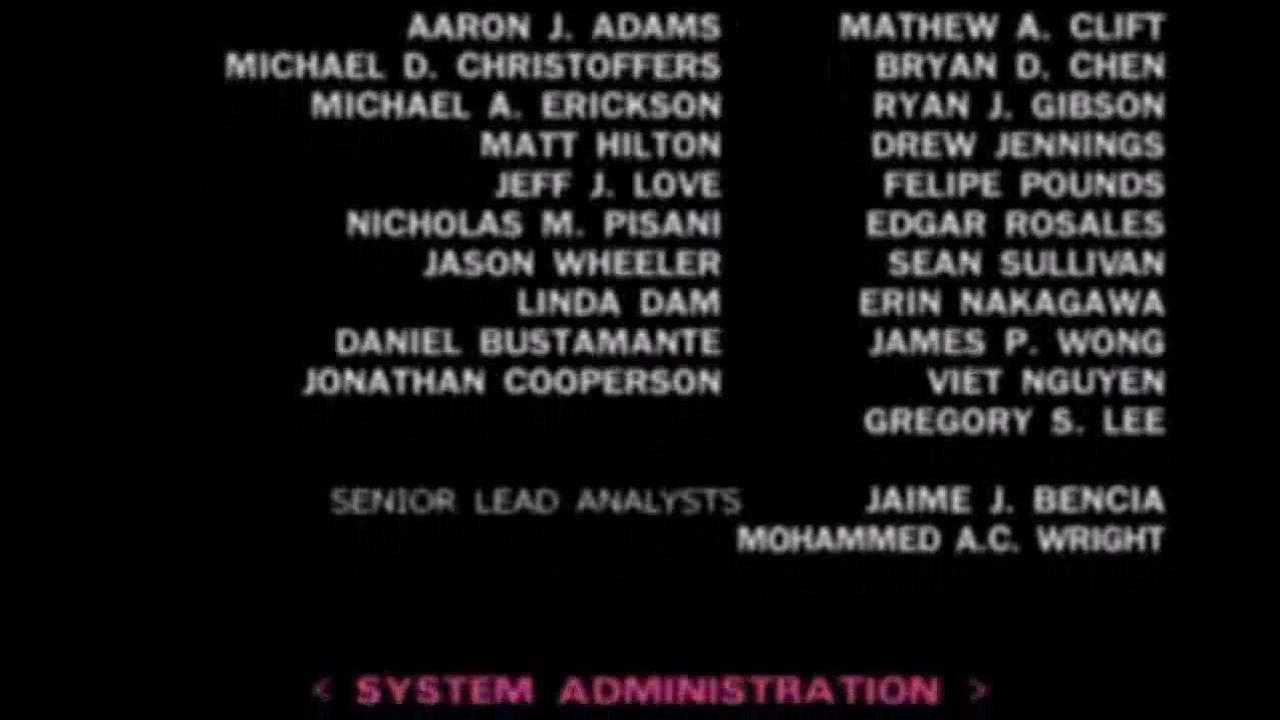 AARON J. ADAMS MATHEW A. CLIFT
MICHAEL D. CHRISTOFFERS BRYAN D. CHEN
MICHAEL A. ERICKSON RYAN J. GIBSON
MATT HILTON DREW JENNINGS
JEFF J. LOVE FELIPE POUNDS
NICHOLAS M. PISANI EDGAR ROSALES
JASON WHEELER SEAN SULLIVAN
LINDA DAM ERIN NAKAGAWA
DANIEL BUSTAMANTE JAMES P. WONG
JONATHAN COOPERSON VIET NGUYEN
GREGORY S. LEE
SENIOR LEAD ANALYSTS JAIME J. BENCIA
MOHAMMED A.C. WRIGHT
< SYSTEM ADMINISTRATION >